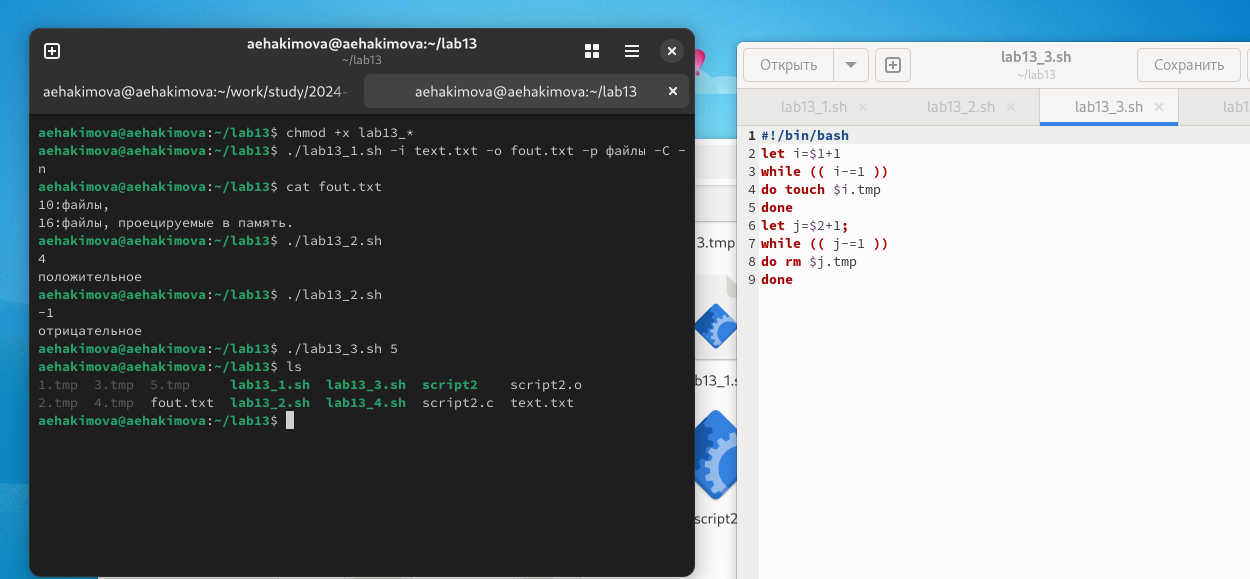 aehakimova@aehakimova:~/lab13
~/lab13
aehakimova@aehakimova:~/work/study/2024-
aehakimova@aehakimova:~/lab13
aehakimova@aehakimova:~/lab13$ chmod +x lab13_*
aehakimova@aehakimova:~/lab13$ ./lab13_1.sh -i text.txt -o fout.txt -p файлы -C -
n
aehakimova@aehakimova:~/lab13$ cat fout.txt
10:файлы,
16:файлы, проецируемые в память.
aehakimova@aehakimova:~/lab13$ ./lab13_2.sh
4
положительное
aehakimova@aehakimova:~/lab13$ ./lab13_2.sh
-1
отрицательное
aehakimova@aehakimova:~/lab13$ ./lab13_3.sh 5
aehakimova@aehakimova:~/lab13$ ls
1.tmp 3.tmp 5.tmp lab13_1.sh lab13_3.sh script2 script2.o
2.tmp 4.tmp fout.txt lab13_2.sh lab13_4.sh script2.c text.txt
aehakimova@aehakimova:~/lab13$
3.tmp
b13_1.s
script2
Открыть
lab13_3.sh
~/lab13
Сохранить
lab13_1.sh
lab13_2.sh
lab13_3.sh
lab1
1 #!/bin/bash
2 let i=$1+1
3 while (( i-=1 ))
4 do touch $i.tmp
5 done
6 let j=$2+1;
7 while (( j-=1 ))
8 do rm $j.tmp
9 done